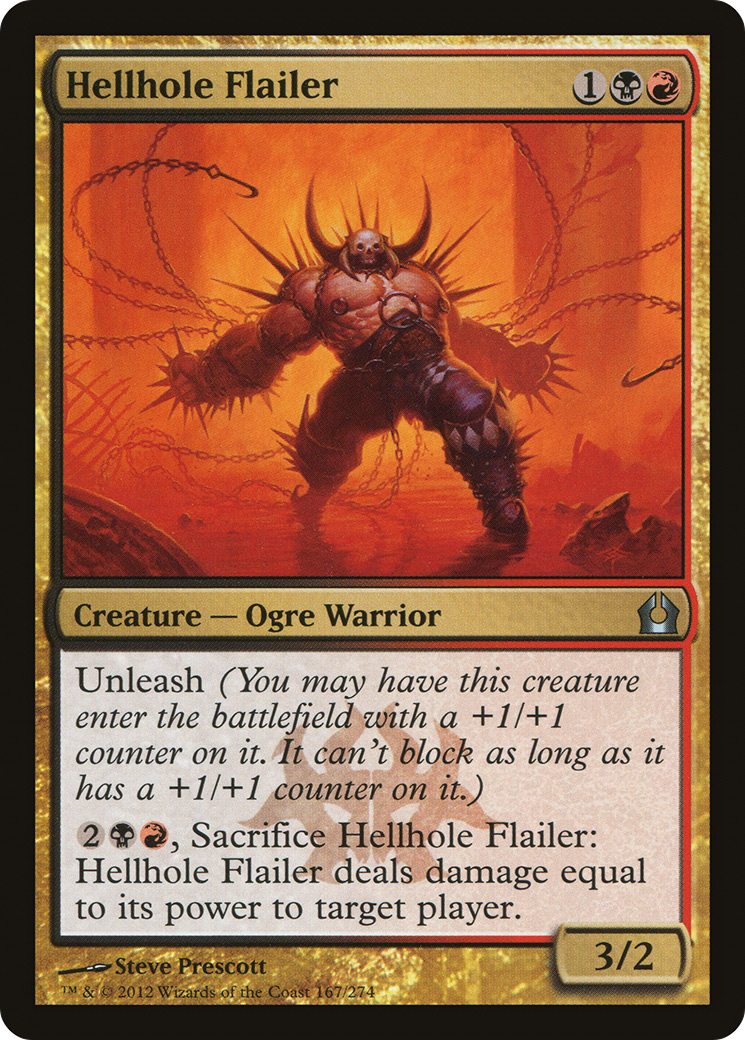 Hellhole Flailer
1
Creature — Ogre Warrior
Unleash (You may have this creature
enter the battlefield with a +1/+1
counter on it. It can't block as long as it
has a +1/+1 counter on it.)
2, Sacrifice Hellhole Flailer:
Hellhole Flailer deals damage equal
to its power to target player.
3/2
Steve Prescott
™ & © 2012 Wizards of the Coast 167/274